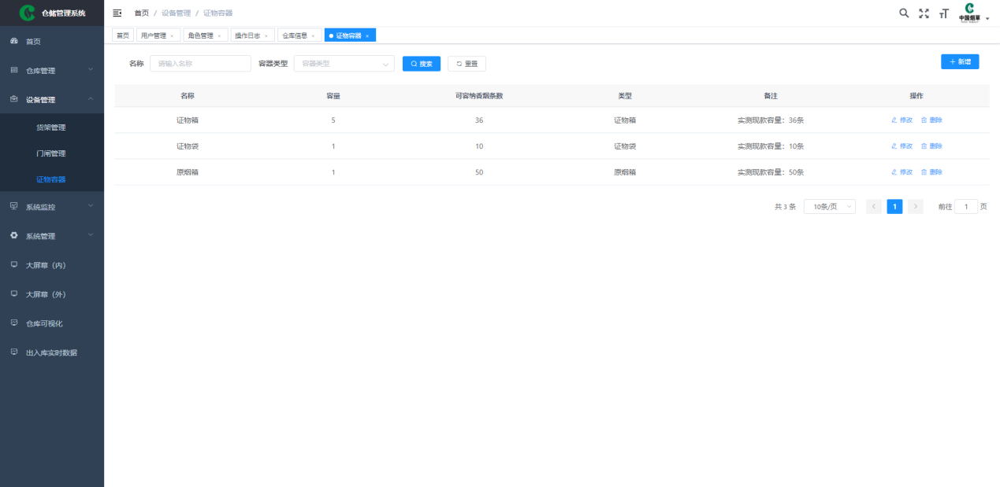 仓储管理系统
首页 / 设备管理 / 证物容器
中国烟草
首页
用户管理 ×
角色管理 ×
操作日志 ×
仓库信息 ×
证物容器 ×
首页
仓库管理
设备管理
货架管理
门闸管理
证物容器
系统监控
系统管理
大屏幕（内）
大屏幕（外）
仓库可视化
出入库实时数据
名称 请输入名称 容器类型 容器类型 搜索 重置 + 新增
名称 容量 可容纳香烟条数 类型 备注 操作
证物箱 5 36 证物箱 实测现款容量：36条 修改 删除
证物袋 1 10 证物袋 实测现款容量：10条 修改 删除
原烟箱 1 50 原烟箱 实测现款容量：50条 修改 删除
共 3 条 10条/页 < 1 > 前往 1 页